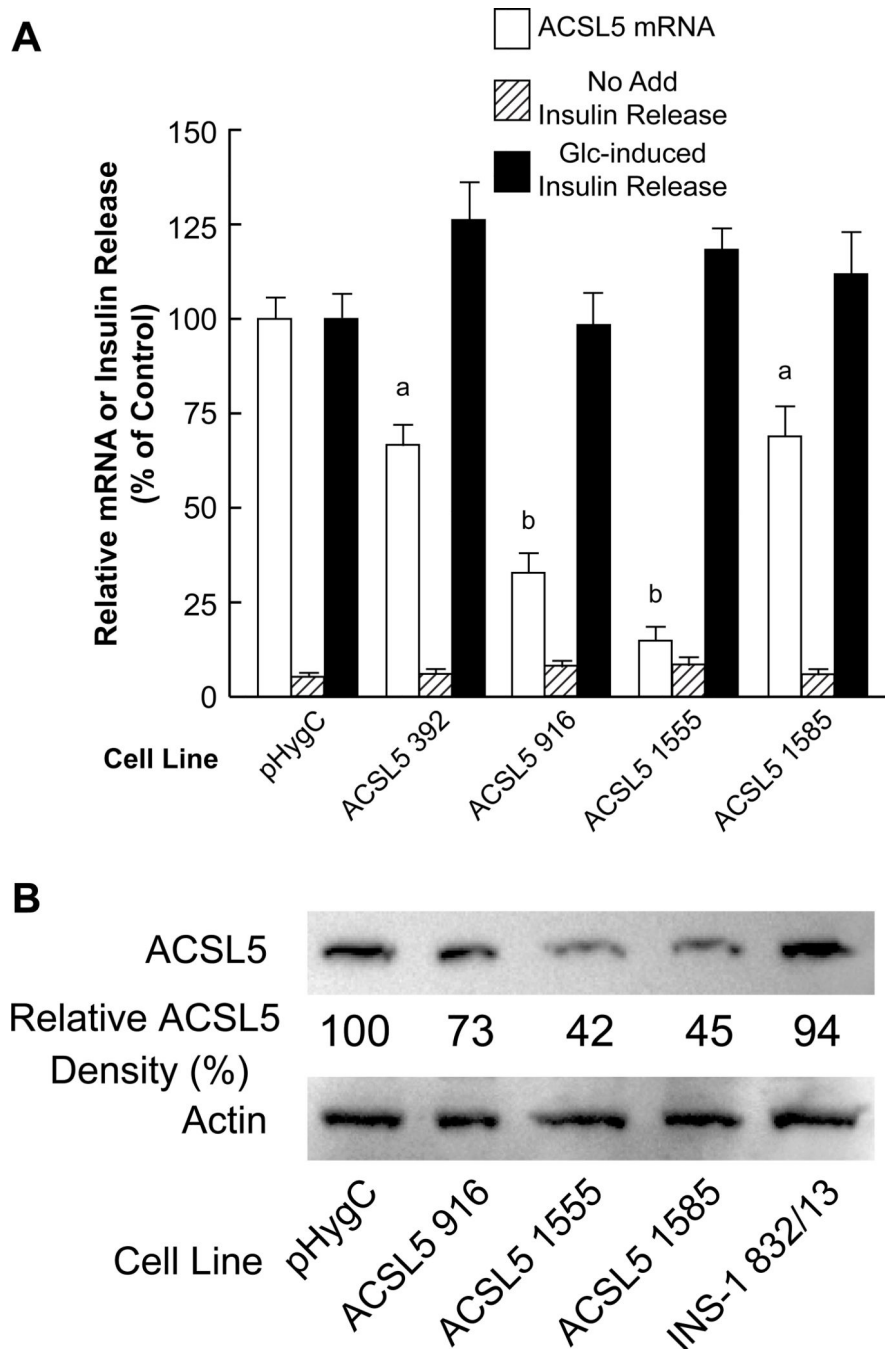 A
ACSL5 mRNA
No Add
Insulin Release
Glc-induced
Insulin Release
Relative mRNA or Insulin Release
(% of Control)
150
125
100
75
50
25
0
a
b
b
a
Cell Line
pHygC
ACSL5 392
ACSL5 916
ACSL5 1555
ACSL5 1585
B
ACSL5
Relative ACSL5
Density (%)
100 73 42 45 94
Actin
Cell Line
pHygC
ACSL5 916
ACSL5 1555
ACSL5 1585
INS-1 832/13